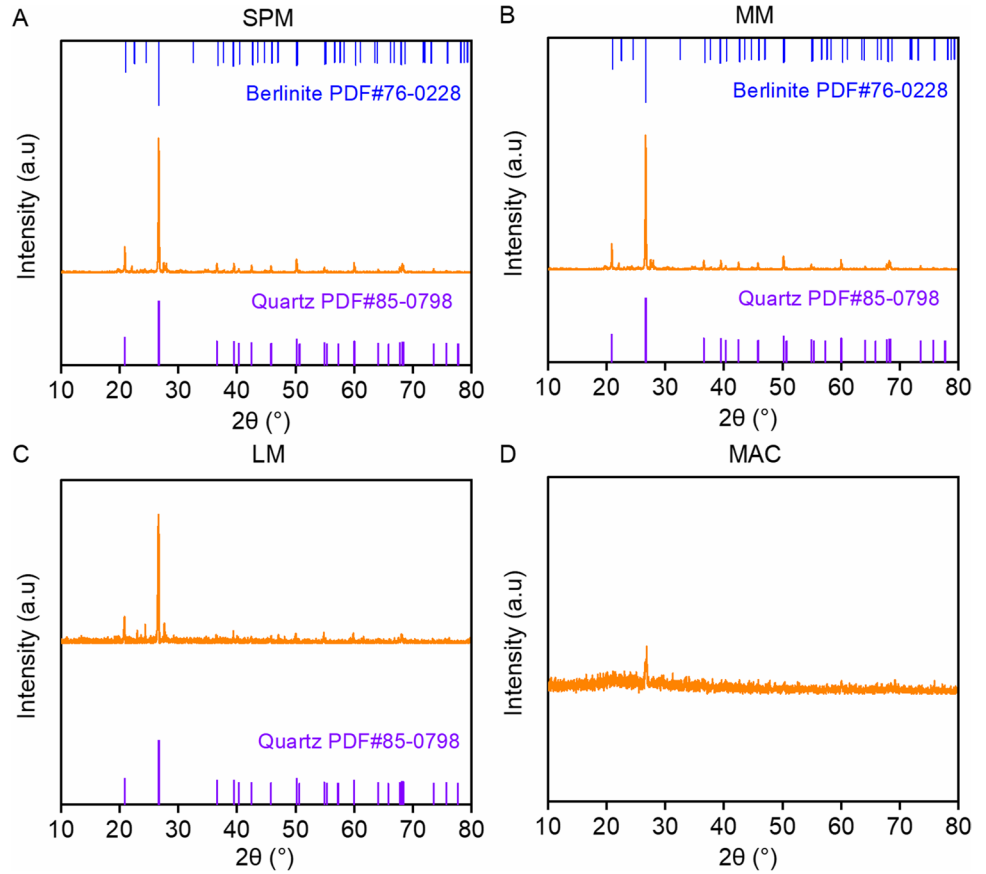 A
SPM
Berlinite PDF#76-0228
Intensity (a.u)
Quartz PDF#85-0798
10 20 30 40 50 60 70 80
2θ (°)
B
MM
Berlinite PDF#76-0228
Intensity (a.u)
Quartz PDF#85-0798
10 20 30 40 50 60 70 80
2θ (°)
C
LM
Intensity (a.u)
Quartz PDF#85-0798
10 20 30 40 50 60 70 80
2θ (°)
D
MAC
Intensity (a.u)
10 20 30 40 50 60 70 80
2θ (°)